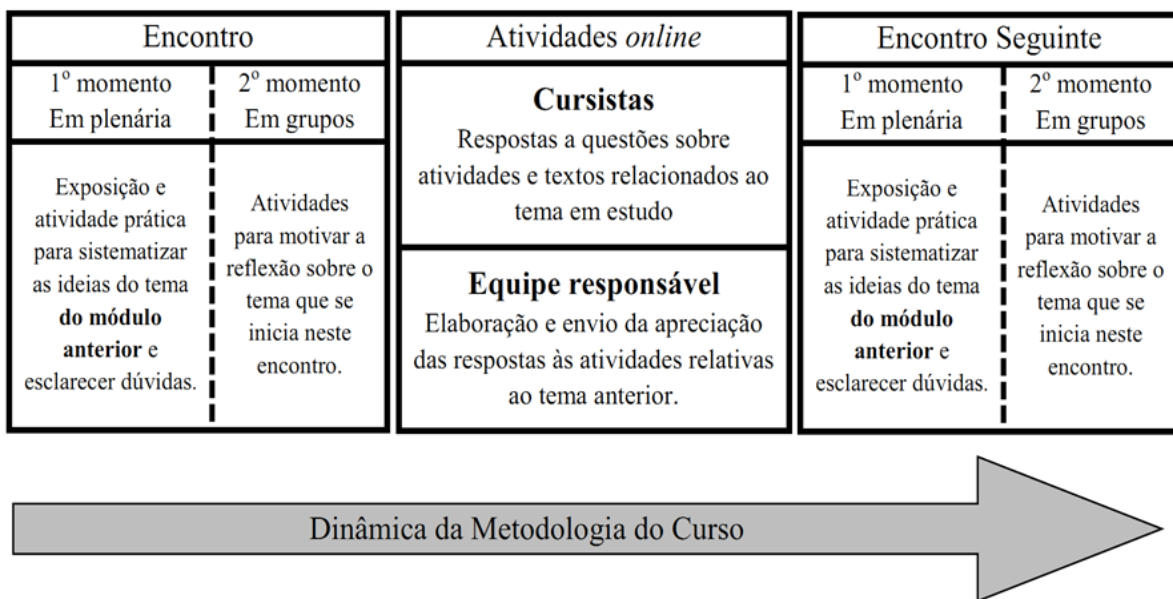 Encontro
1º momento
Em plenária
2º momento
Em grupos
Exposição e
atividade prática
para sistematizar
as ideias do tema
do módulo
anterior e
esclarecer dúvidas.
Atividades
para motivar a
reflexão sobre o
tema que se
inicia neste
encontro.
Atividades online
Cursistas
Respostas a questões sobre
atividades e textos relacionados ao
tema em estudo
Equipe responsável
Elaboração e envio da apreciação
das respostas às atividades relativas
ao tema anterior.
Encontro Seguinte
1º momento
Em plenária
2º momento
Em grupos
Exposição e
atividade prática
para sistematizar
as ideias do tema
do módulo
anterior e
esclarecer dúvidas.
Atividades
para motivar a
reflexão sobre o
tema que se
inicia neste
encontro.
Dinâmica da Metodologia do Curso